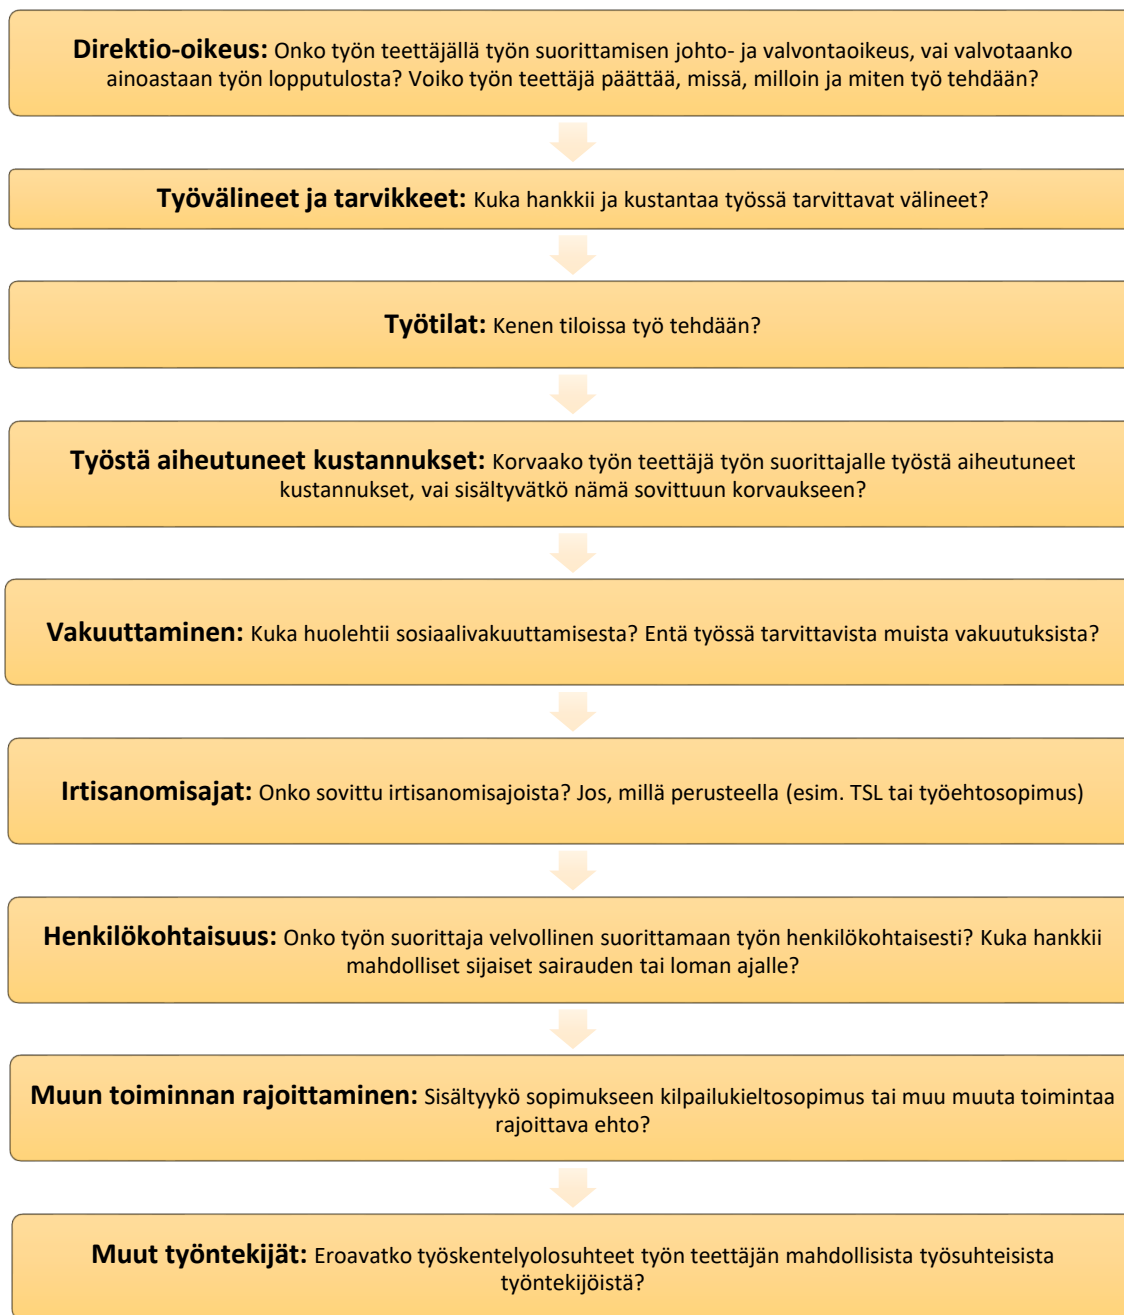 Direktio-oikeus: Onko työn teettäjällä työn suorittamisen johto- ja valvontaoikeus, vai valvotaanko
ainoastaan työn lopputulosta? Voiko työn teettäjä päättää, missä, milloin ja miten työ tehdään?
Työvälineet ja tarvikkeet: Kuka hankkii ja kustantaa työssä tarvittavat välineet?
Työtilat: Kenen tiloissa työ tehdään?
Työstä aiheutuneet kustannukset: Korvaako työn teettäjä työn suorittajalle työstä aiheutuneet
kustannukset, vai sisältyvätkö nämä sovittuun korvaukseen?
Vakuuttaminen: Kuka huolehtii sosiaalivakuuttamisesta? Entä työssä tarvittavista muista vakuutuksista?
Irtisanomisajat: Onko sovittu irtisanomisajoista? Jos, millä perusteella (esim. TSL tai työehtosopimus)
Henkilökohtaisuus: Onko työn suorittaja velvollinen suorittamaan työn henkilökohtaisesti? Kuka hankkii
mahdolliset sijaiset sairauden tai loman ajalle?
Muun toiminnan rajoittaminen: Sisältyykö sopimukseen kilpailukieltosopimus tai muu muuta toimintaa
rajoittava ehto?
Muut työntekijät: Eroavatko työskentelyolosuhteet työn teettäjän mahdollisista työsuhteisista
työntekijöistä?